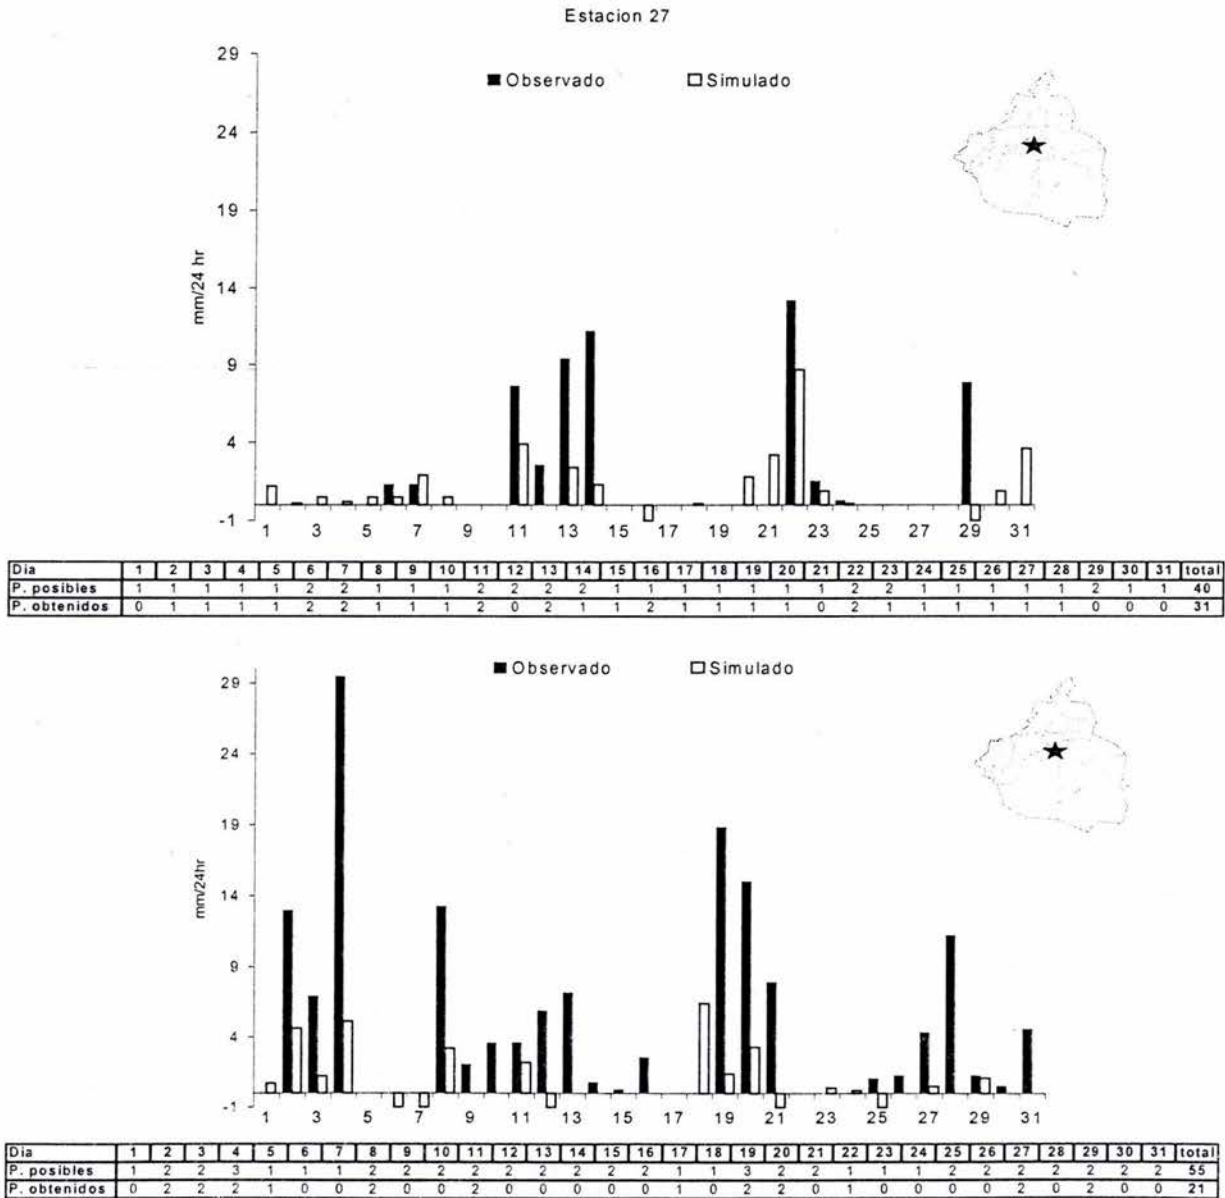 Estacion 27
Observado Simulado
29
24
19
14
9
4
-1
mm/24 hr
1 3 5 7 9 11 13 15 17 19 21 23 25 27 29 31
Dia 1 2 3 4 5 6 7 8 9 10 11 12 13 14 15 16 17 18 19 20 21 22 23 24 25 26 27 28 29 30 31 total
P. posibles 1 1 1 1 1 2 2 1 1 1 2 2 2 2 1 1 1 1 1 1 1 2 2 1 1 1 1 1 2 1 1 40
P. obtenidos 0 1 1 1 1 2 2 1 1 1 2 0 2 1 1 2 1 1 1 1 0 2 1 1 1 1 1 1 0 0 0 31
Observado Simulado
29
24
19
14
9
4
-1
mm/24hr
1 3 5 7 9 11 13 15 17 19 21 23 25 27 29 31
Dia 1 2 3 4 5 6 7 8 9 10 11 12 13 14 15 16 17 18 19 20 21 22 23 24 25 26 27 28 29 30 31 total
P. posibles 1 2 2 3 1 1 1 2 2 2 2 2 2 2 2 2 1 1 3 2 2 1 1 1 2 2 2 2 2 2 2 55
P. obtenidos 0 2 2 2 1 0 0 2 0 0 2 0 0 0 0 0 1 0 2 2 0 1 0 0 0 0 2 0 2 0 0 21